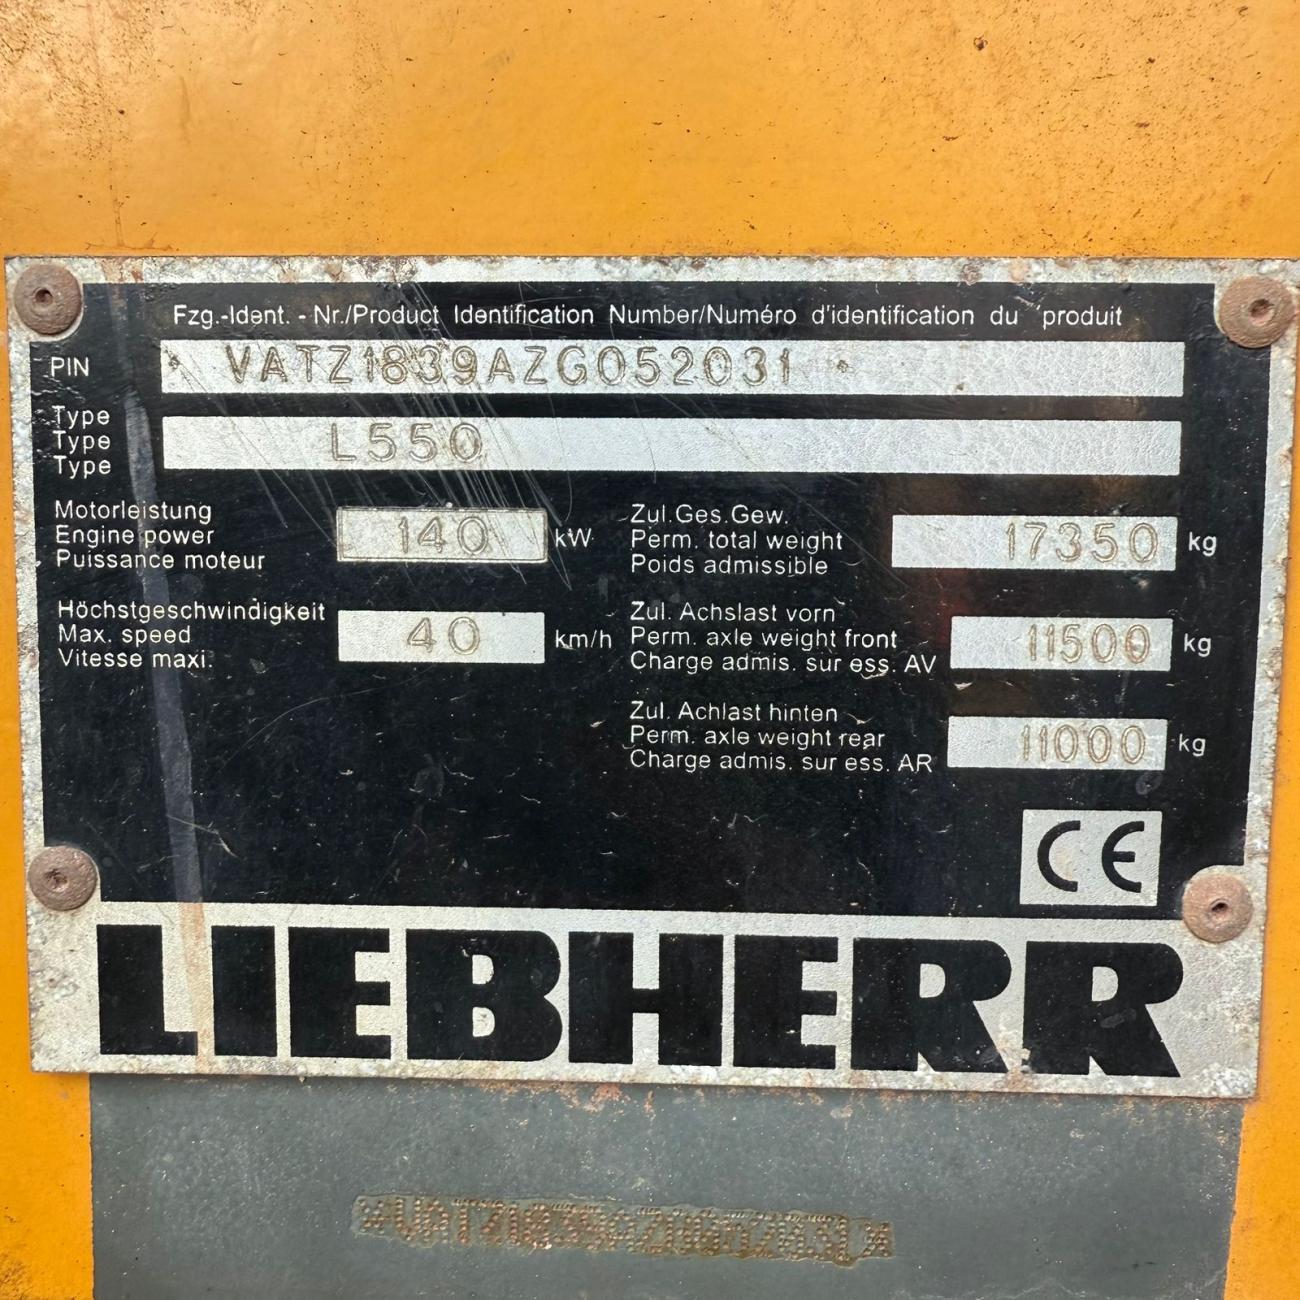 Fzg.-Ident. - Nr./Product Identification Number/Numéro d'identification du produit
PIN * VATZ1839AZG052031 *
Type
Type L550
Type
Motorleistung
Engine power 140 kW
Puissance moteur
Zul.Ges.Gew.
Perm. total weight 17350 kg
Poids admissible
Höchstgeschwindigkeit
Max. speed 40 km/h
Vitesse maxi.
Zul. Achslast vorn
Perm. axle weight front 11500 kg
Charge admis. sur ess. AV
Zul. Achlast hinten
Perm. axle weight rear 11000 kg
Charge admis. sur ess. AR
CE
LIEBHERR